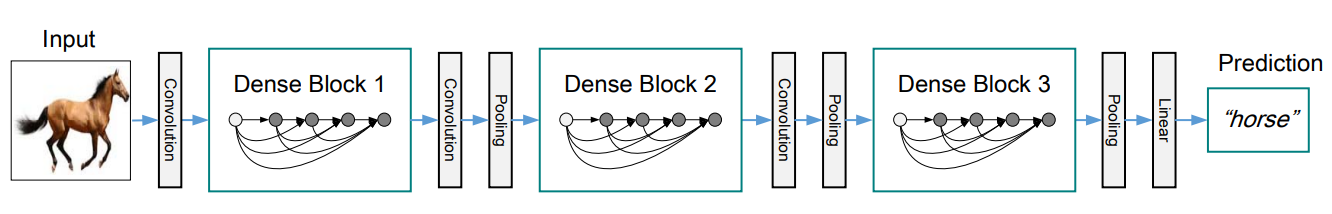 Input
Convolution
Dense Block 1
Convolution
Pooling
Dense Block 2
Convolution
Pooling
Dense Block 3
Pooling
Linear
Prediction
“horse”